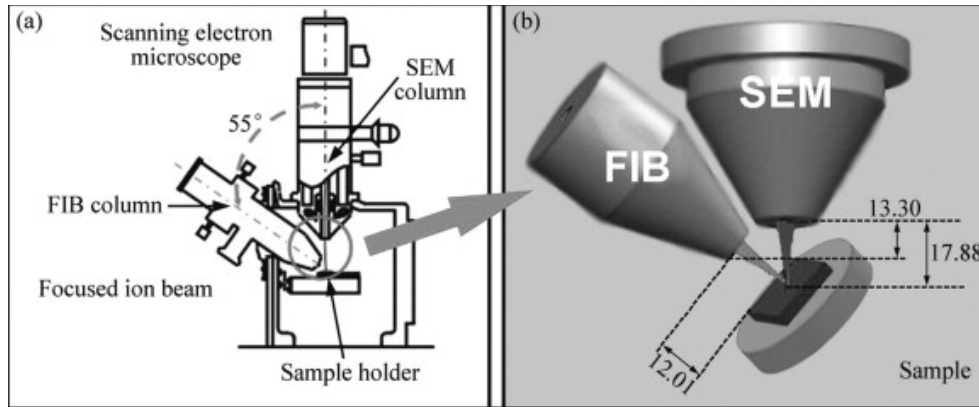 (a)
Scanning electron
microscope
SEM
column
55°
FIB column
Focused ion beam
Sample holder
(b)
SEM
FIB
13.30
17.88
12.01
Sample